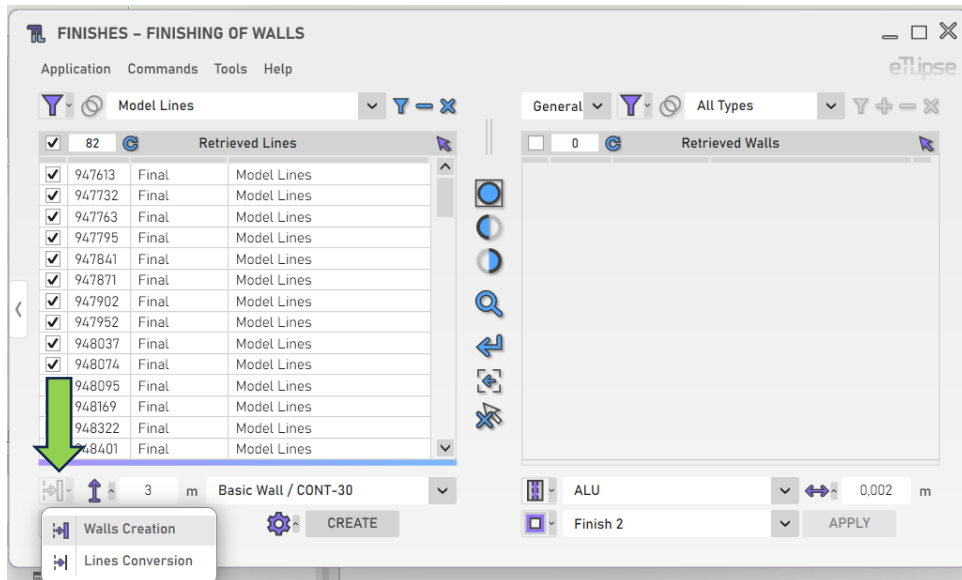 FINISHES – FINISHING OF WALLS
Application Commands Tools Help
eTLipse
Model Lines
General
All Types
82
Retrieved Lines
0
Retrieved Walls
947613 Final Model Lines
947732 Final Model Lines
947763 Final Model Lines
947795 Final Model Lines
947841 Final Model Lines
947871 Final Model Lines
947902 Final Model Lines
947952 Final Model Lines
948037 Final Model Lines
948074 Final Model Lines
948095 Final Model Lines
948169 Final Model Lines
948322 Final Model Lines
948401 Final Model Lines
3 m Basic Wall / CONT-30
ALU
0,002 m
CREATE
Finish 2
APPLY
Walls Creation
Lines Conversion